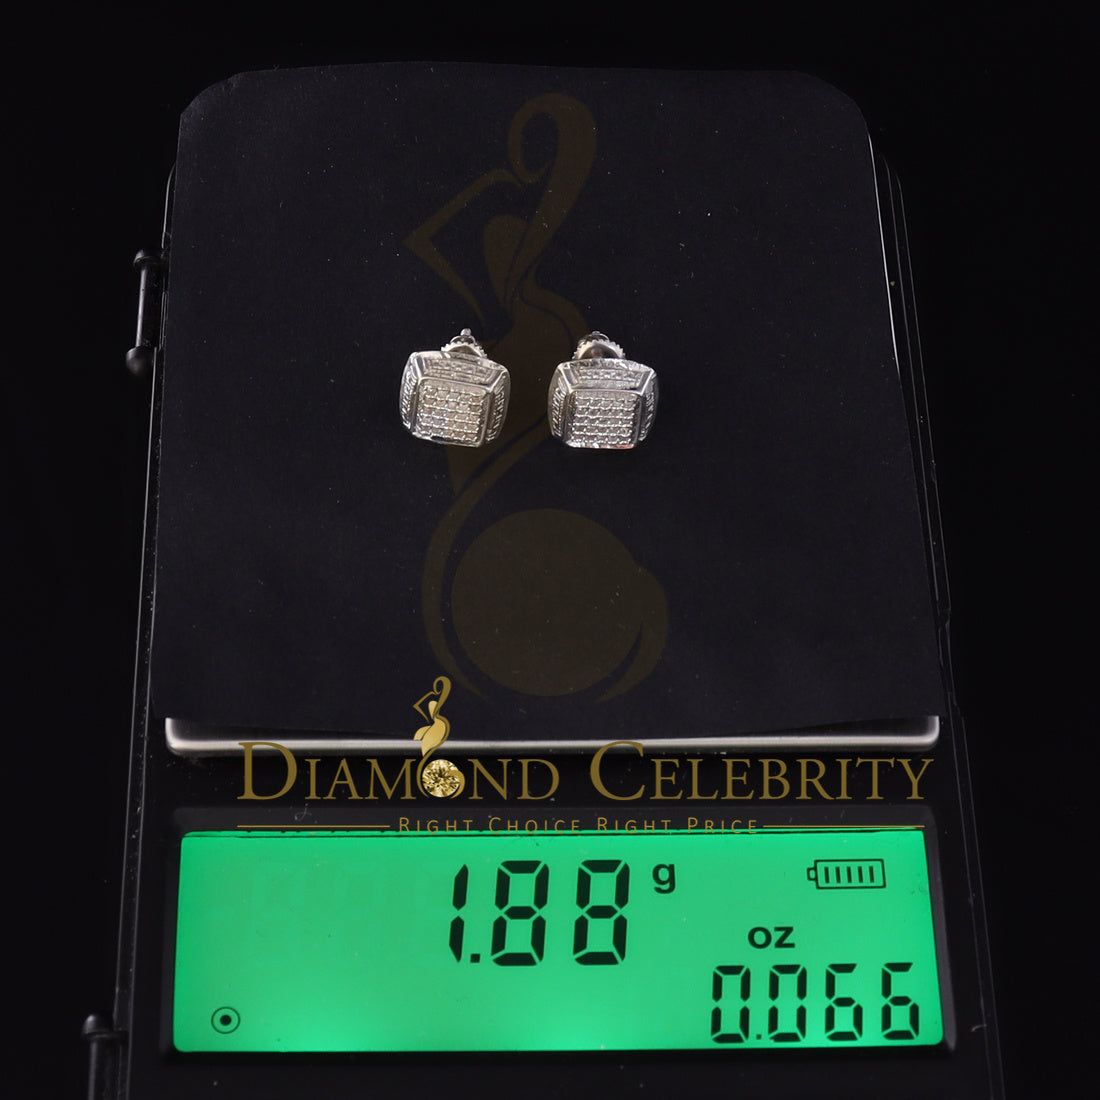 DIAMOND CELEBRITY
RIGHT CHOICE RIGHT PRICE
1.88 g
oz
0.066